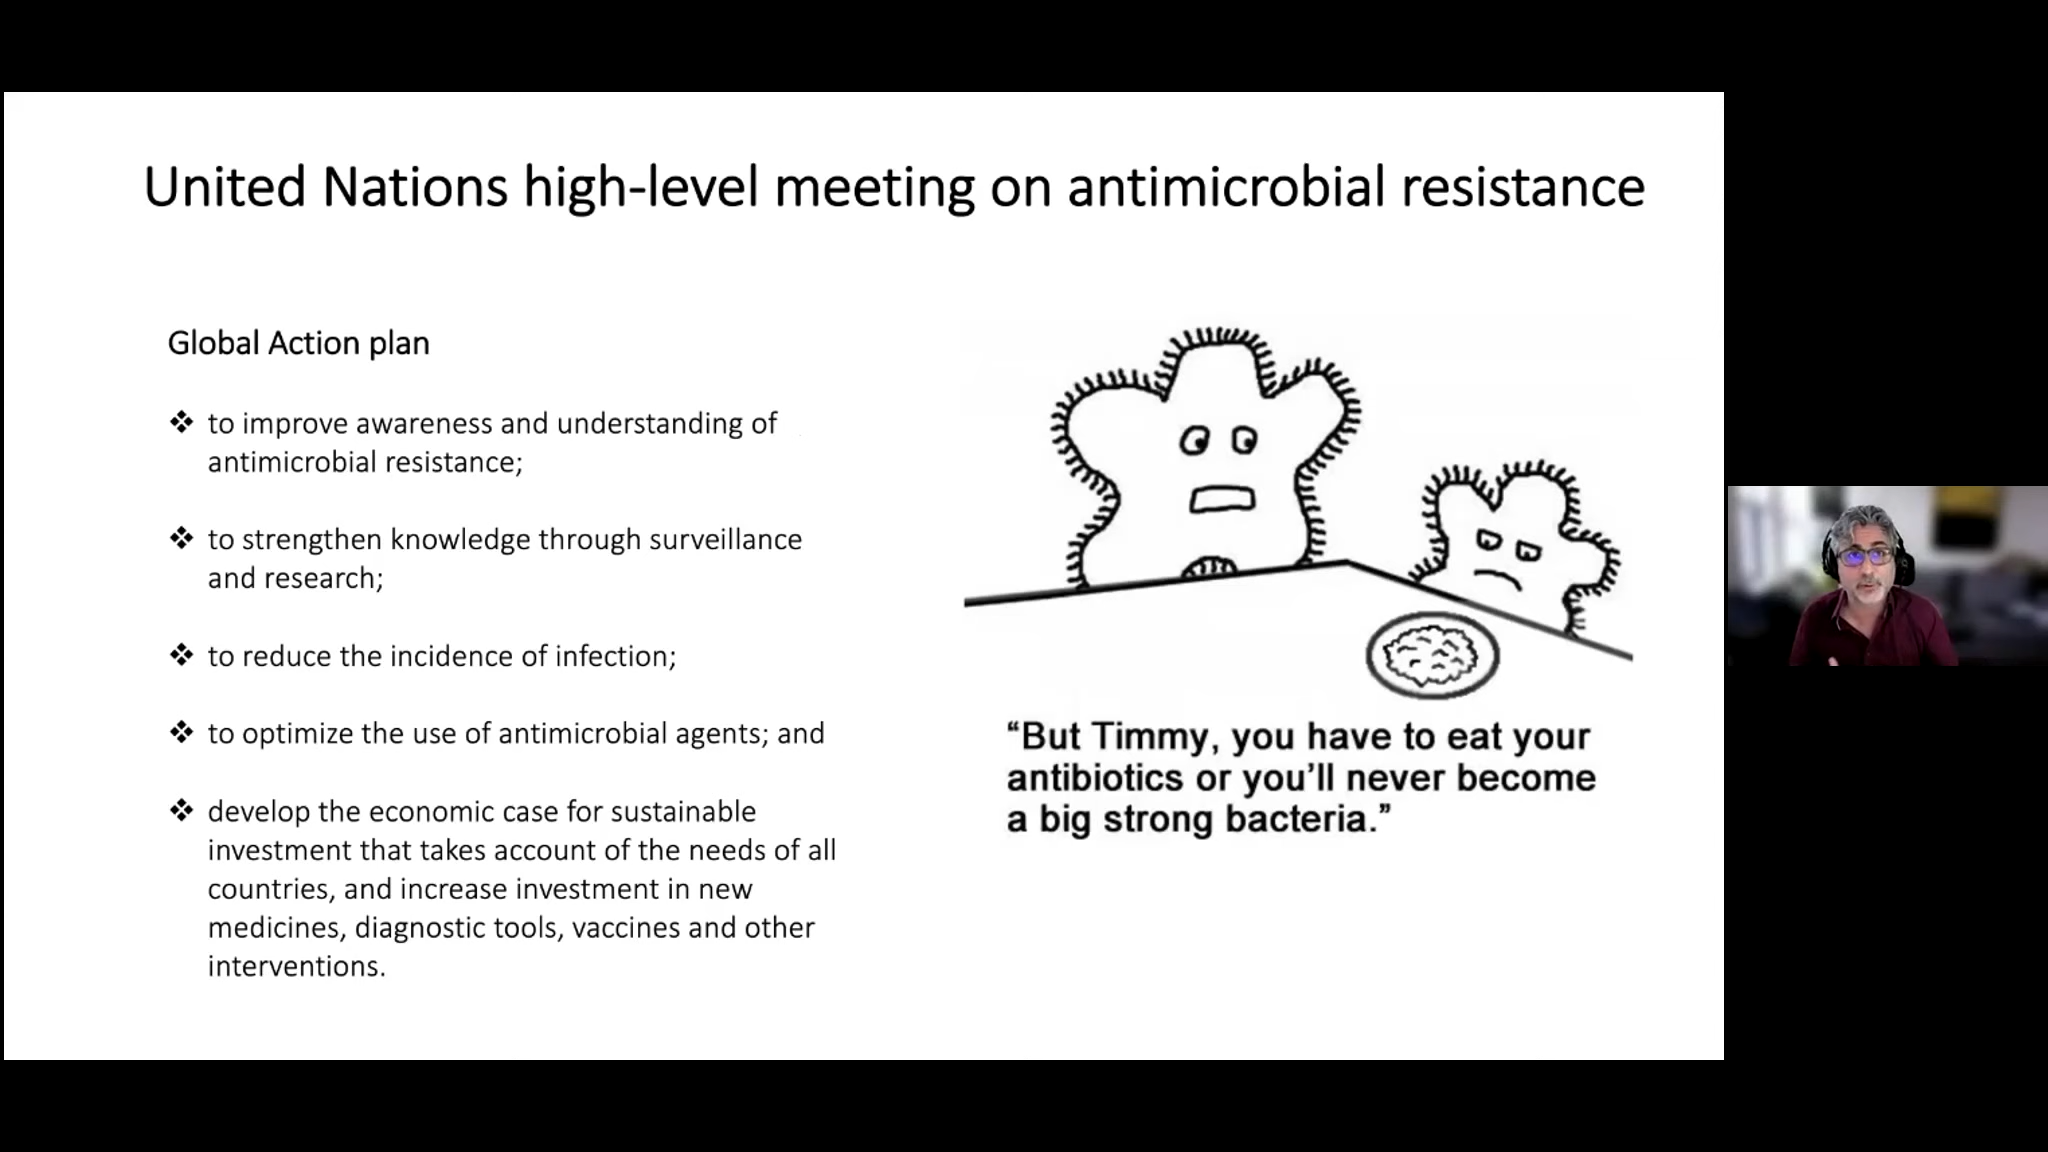 United Nations high-level meeting on antimicrobial resistance
Global Action plan
❖ to improve awareness and understanding of
antimicrobial resistance;
❖ to strengthen knowledge through surveillance
and research;
❖ to reduce the incidence of infection;
❖ to optimize the use of antimicrobial agents; and
❖ develop the economic case for sustainable
investment that takes account of the needs of all
countries, and increase investment in new
medicines, diagnostic tools, vaccines and other
interventions.
“But Timmy, you have to eat your
antibiotics or you’ll never become
a big strong bacteria.”